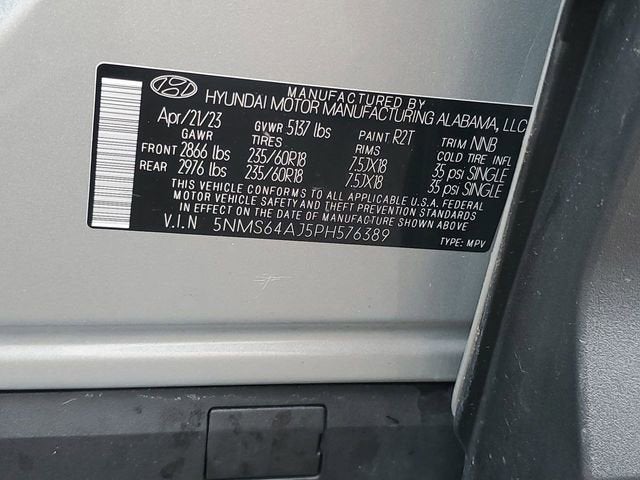 MANUFACTURED BY
HYUNDAI MOTOR MANUFACTURING ALABAMA, LLC
Apr/21/23 GVWR 5137 lbs PAINT R2T TRIM NNB
GAWR TIRES RIMS COLD TIRE INFL
FRONT 2866 lbs 235/60R18 7.5JX18 35 psi SINGLE
REAR 2976 lbs 235/60R18 7.5JX18 35 psi SINGLE
THIS VEHICLE CONFORMS TO ALL APPLICABLE U.S.A. FEDERAL
MOTOR VEHICLE SAFETY AND THEFT PREVENTION STANDARDS
IN EFFECT ON THE DATE OF MANUFACTURE SHOWN ABOVE
V.I.N 5NMS64AJ5PH576389 TYPE: MPV